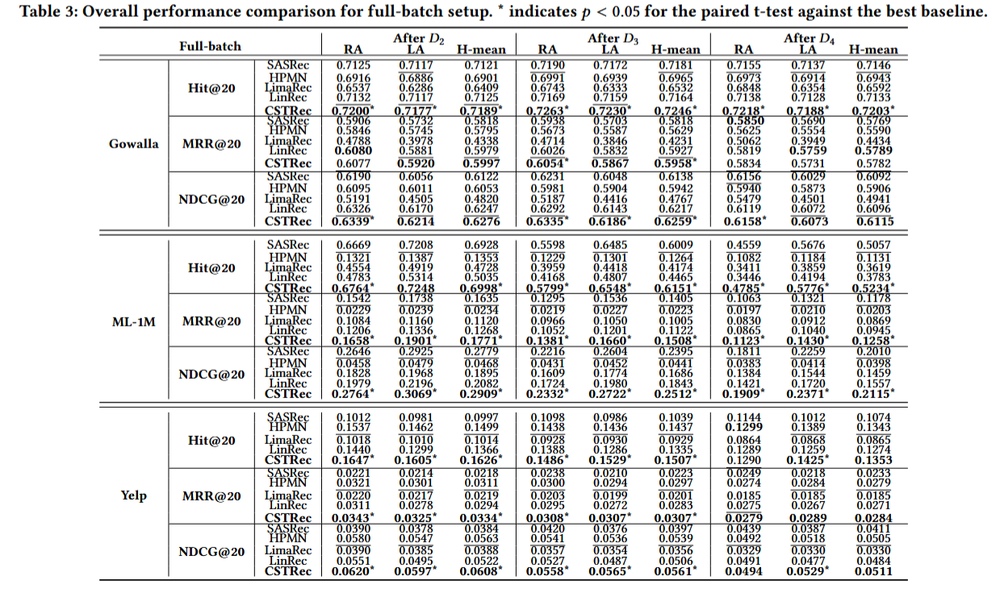 Table 3: Overall performance comparison for full-batch setup. * indicates p < 0.05 for the paired t-test against the best baseline.
Full-batch After D2 After D3 After D4
RA LA H-mean RA LA H-mean RA LA H-mean
Gowalla
Hit@20
SASRec 0.7125 0.7117 0.7121 0.7190 0.7172 0.7181 0.7155 0.7137 0.7146
HPMN 0.6916 0.6886 0.6901 0.6991 0.6939 0.6965 0.6973 0.6914 0.6943
LimaRec 0.6537 0.6286 0.6409 0.6743 0.6333 0.6532 0.6848 0.6354 0.6592
LinRec 0.7132 0.7117 0.7125 0.7169 0.7159 0.7164 0.7138 0.7128 0.7133
CSTRec 0.7200* 0.7177* 0.7189* 0.7263* 0.7230* 0.7246* 0.7218* 0.7188* 0.7203*
MRR@20
SASRec 0.5906 0.5732 0.5818 0.5938 0.5703 0.5818 0.5850 0.5690 0.5769
HPMN 0.5846 0.5745 0.5795 0.5673 0.5587 0.5629 0.5625 0.5554 0.5590
LimaRec 0.4788 0.3978 0.4338 0.4714 0.3846 0.4231 0.5062 0.3949 0.4434
LinRec 0.6080 0.5881 0.5979 0.6026 0.5832 0.5927 0.5819 0.5759 0.5789
CSTRec 0.6077 0.5920 0.5997 0.6054* 0.5867 0.5958* 0.5834 0.5731 0.5782
NDCG@20
SASRec 0.6190 0.6056 0.6122 0.6231 0.6048 0.6138 0.6156 0.6029 0.6092
HPMN 0.6095 0.6011 0.6053 0.5981 0.5904 0.5942 0.5940 0.5873 0.5906
LimaRec 0.5191 0.4505 0.4820 0.5187 0.4416 0.4767 0.5479 0.4501 0.4941
LinRec 0.6326 0.6170 0.6247 0.6292 0.6143 0.6217 0.6119 0.6072 0.6096
CSTRec 0.6339* 0.6214 0.6276 0.6335* 0.6186* 0.6259* 0.6158* 0.6073 0.6115
ML-1M
Hit@20
SASRec 0.6669 0.7208 0.6928 0.5598 0.6485 0.6009 0.4559 0.5676 0.5057
HPMN 0.1321 0.1387 0.1353 0.1229 0.1301 0.1264 0.1082 0.1184 0.1131
LimaRec 0.4554 0.4919 0.4728 0.3959 0.4418 0.4174 0.3411 0.3859 0.3619
LinRec 0.4783 0.5314 0.5035 0.4168 0.4807 0.4465 0.3446 0.4194 0.3783
CSTRec 0.6764* 0.7248 0.6998* 0.5799* 0.6548* 0.6151* 0.4785* 0.5776* 0.5234*
MRR@20
SASRec 0.1542 0.1738 0.1635 0.1295 0.1536 0.1405 0.1063 0.1321 0.1178
HPMN 0.0229 0.0239 0.0234 0.0219 0.0227 0.0223 0.0197 0.0210 0.0203
LimaRec 0.1084 0.1160 0.1120 0.0966 0.1050 0.1005 0.0830 0.0912 0.0869
LinRec 0.1206 0.1336 0.1268 0.1052 0.1201 0.1122 0.0865 0.1040 0.0945
CSTRec 0.1658* 0.1901* 0.1771* 0.1381* 0.1660* 0.1508* 0.1123* 0.1430* 0.1258*
NDCG@20
SASRec 0.2646 0.2925 0.2779 0.2216 0.2604 0.2395 0.1811 0.2259 0.2010
HPMN 0.0458 0.0479 0.0468 0.0431 0.0452 0.0441 0.0383 0.0414 0.0398
LimaRec 0.1828 0.1968 0.1895 0.1609 0.1774 0.1686 0.1384 0.1544 0.1459
LinRec 0.1979 0.2196 0.2082 0.1724 0.1980 0.1843 0.1421 0.1720 0.1557
CSTRec 0.2764* 0.3069* 0.2909* 0.2332* 0.2722* 0.2512* 0.1909* 0.2371* 0.2115*
Yelp
Hit@20
SASRec 0.1012 0.0981 0.0997 0.1098 0.0986 0.1039 0.1144 0.1012 0.1074
HPMN 0.1537 0.1462 0.1499 0.1438 0.1436 0.1437 0.1299 0.1389 0.1343
LimaRec 0.1018 0.1010 0.1014 0.0928 0.0930 0.0929 0.0864 0.0868 0.0865
LinRec 0.1440 0.1299 0.1366 0.1388 0.1286 0.1335 0.1289 0.1259 0.1274
CSTRec 0.1647* 0.1605* 0.1626* 0.1486* 0.1529* 0.1507* 0.1290 0.1425* 0.1353
MRR@20
SASRec 0.0221 0.0214 0.0218 0.0238 0.0210 0.0223 0.0249 0.0218 0.0233
HPMN 0.0321 0.0301 0.0311 0.0300 0.0294 0.0297 0.0274 0.0284 0.0279
LimaRec 0.0220 0.0217 0.0219 0.0203 0.0199 0.0201 0.0185 0.0185 0.0185
LinRec 0.0311 0.0278 0.0294 0.0295 0.0272 0.0283 0.0275 0.0267 0.0271
CSTRec 0.0343* 0.0325* 0.0334* 0.0308* 0.0307* 0.0307* 0.0279 0.0289 0.0284
NDCG@20
SASRec 0.0390 0.0378 0.0384 0.0420 0.0376 0.0397 0.0439 0.0387 0.0411
HPMN 0.0580 0.0547 0.0563 0.0541 0.0536 0.0539 0.0492 0.0518 0.0505
LimaRec 0.0390 0.0385 0.0388 0.0357 0.0354 0.0356 0.0329 0.0330 0.0330
LinRec 0.0551 0.0495 0.0522 0.0527 0.0487 0.0506 0.0491 0.0477 0.0484
CSTRec 0.0620* 0.0597* 0.0608* 0.0558* 0.0565* 0.0561* 0.0494 0.0529* 0.0511